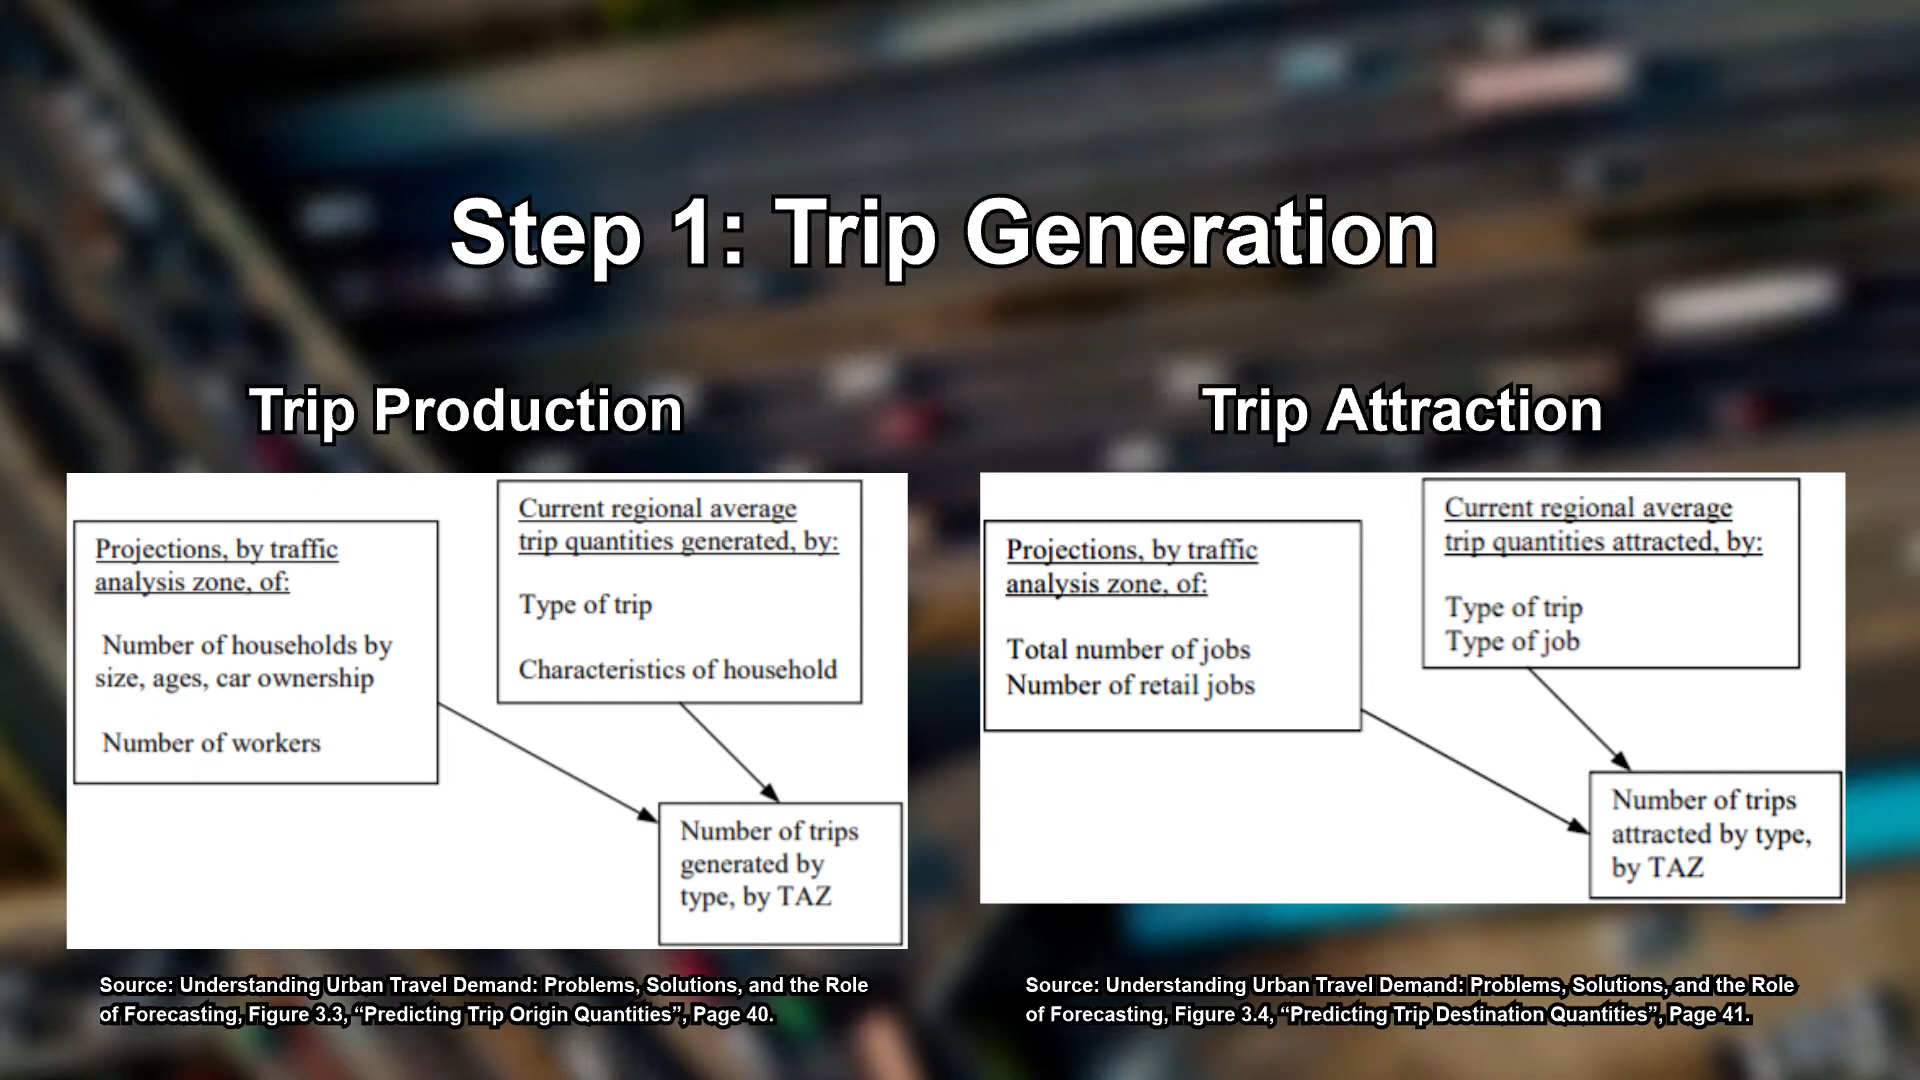 Step 1: Trip Generation
Trip Production
Projections, by traffic
analysis zone, of:
Number of households by
size, ages, car ownership
Number of workers
Current regional average
trip quantities generated, by:
Type of trip
Characteristics of household
Number of trips
generated by
type, by TAZ
Source: Understanding Urban Travel Demand: Problems, Solutions, and the Role
of Forecasting, Figure 3.3, “Predicting Trip Origin Quantities”, Page 40.
Trip Attraction
Projections, by traffic
analysis zone, of:
Total number of jobs
Number of retail jobs
Current regional average
trip quantities attracted, by:
Type of trip
Type of job
Number of trips
attracted by type,
by TAZ
Source: Understanding Urban Travel Demand: Problems, Solutions, and the Role
of Forecasting, Figure 3.4, “Predicting Trip Destination Quantities”, Page 41.